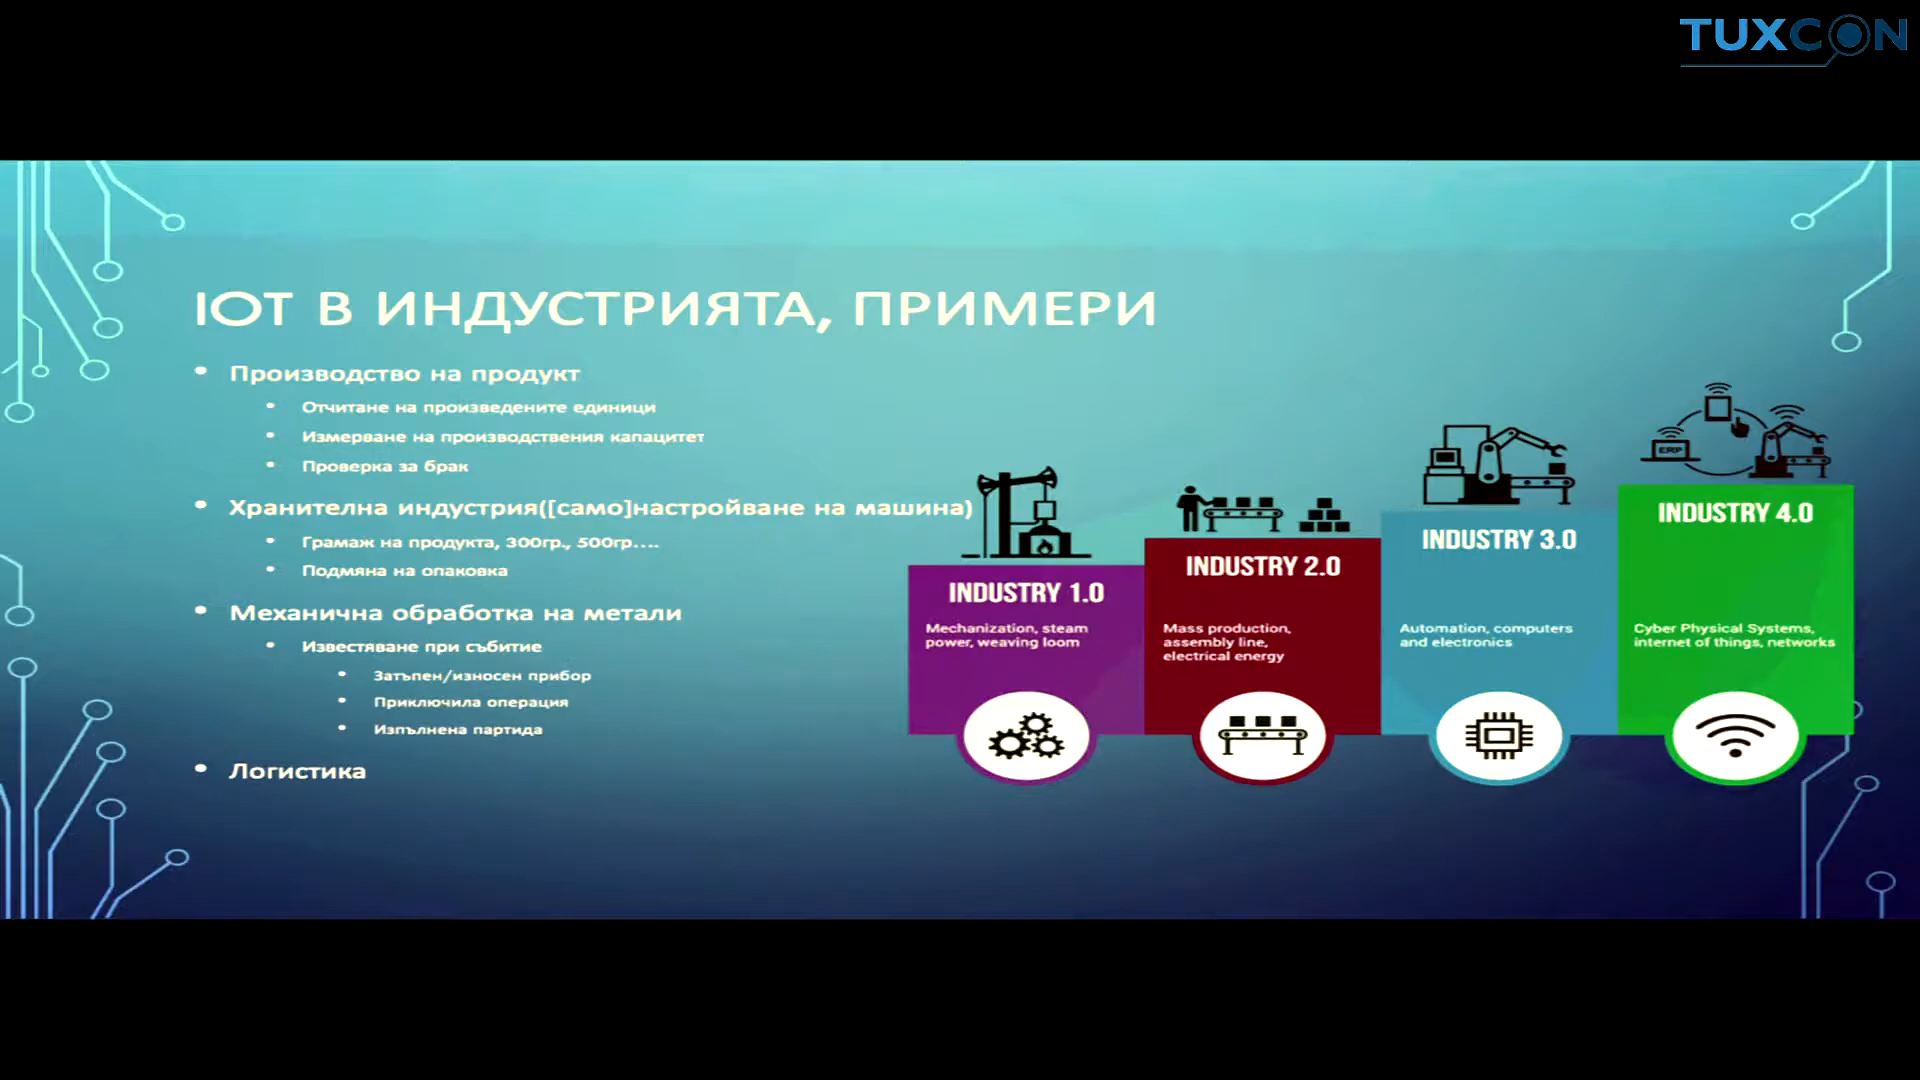 TUXCON
IOT В ИНДУСТРИЯТА, ПРИМЕРИ
• Производство на продукт
• Отчитане на произведените единици
• Измерване на производствения капацитет
• Проверка за брак
• Хранителна индустрия([само]настройване на машина)
• Грамаж на продукта, 300гр., 500гр....
• Подмяна на опаковка
• Механична обработка на метали
• Известяване при събитие
• Затъпен/износен прибор
• Приключила операция
• Изпълнена партида
• Логистика
INDUSTRY 1.0
Mechanization, steam
power, weaving loom
INDUSTRY 2.0
Mass production,
assembly line,
electrical energy
INDUSTRY 3.0
Automation, computers
and electronics
ERP
INDUSTRY 4.0
Cyber Physical Systems,
internet of things, networks